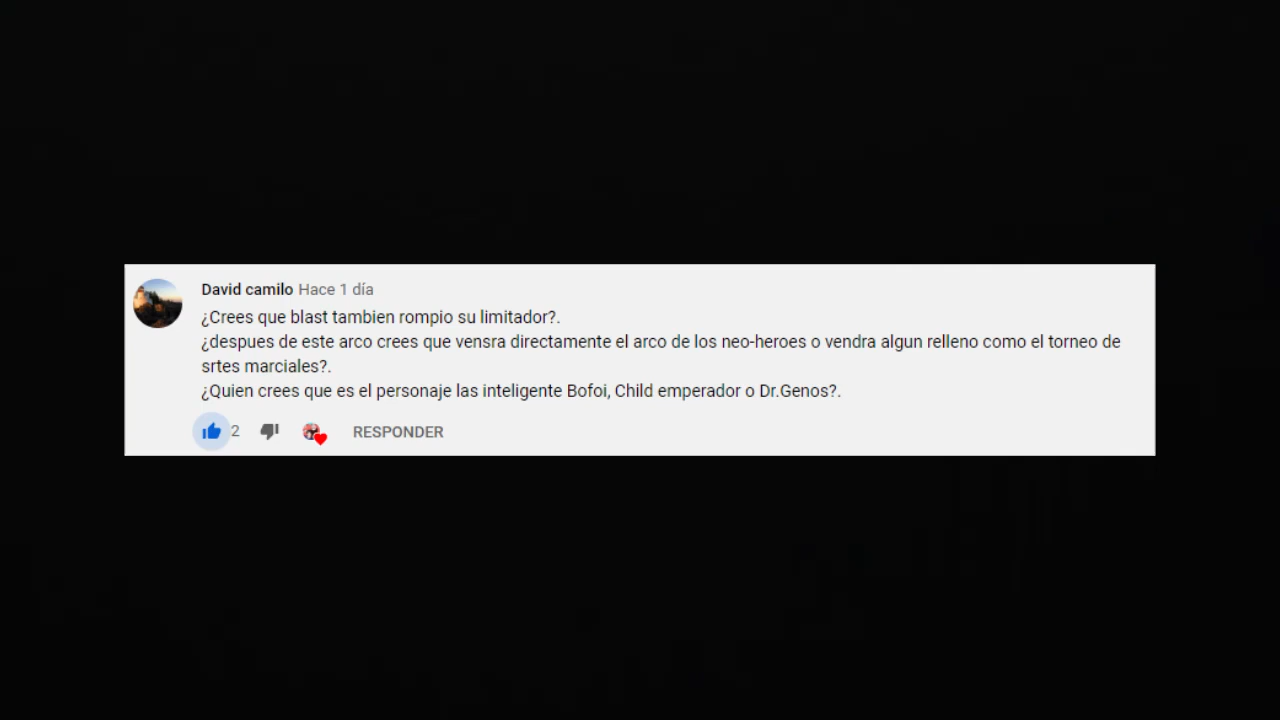 David camilo Hace 1 día
¿Crees que blast tambien rompio su limitador?.
¿despues de este arco crees que vensra directamente el arco de los neo-heroes o vendra algun relleno como el torneo de
srtes marciales?.
¿Quien crees que es el personaje las inteligente Bofoi, Child emperador o Dr.Genos?.
2 RESPONDER